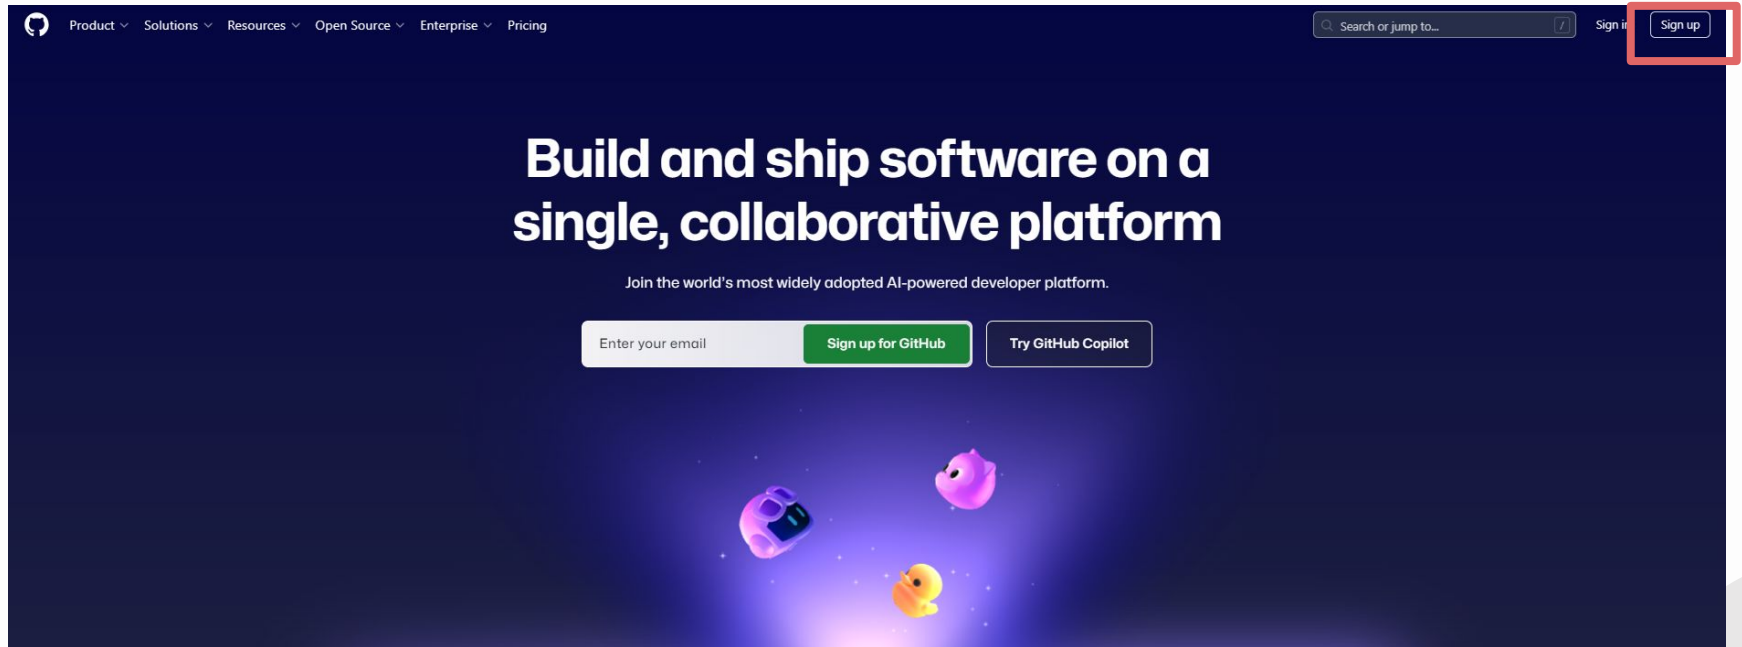 Product Solutions Resources Open Source Enterprise Pricing Search or jump to... / Sign in Sign up
Build and ship software on a
single, collaborative platform
Join the world's most widely adopted AI-powered developer platform.
Enter your email Sign up for GitHub Try GitHub Copilot